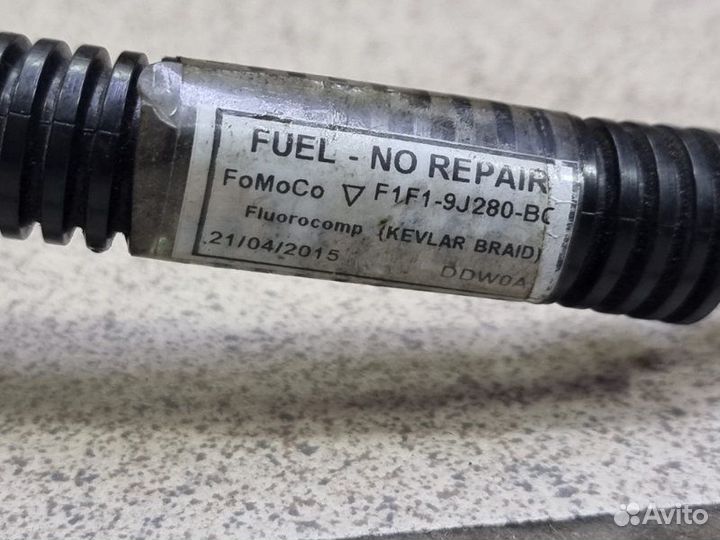 FUEL - NO REPAIR
FoMoCo ▽ F1F1-9J280-BC
Fluorocomp (KEVLAR BRAID)
21/04/2015 DDW0A
Avito